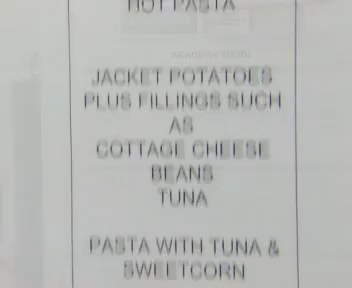 HOT PASTA
JACKET POTATOES
PLUS FILLINGS SUCH
AS
COTTAGE CHEESE
BEANS
TUNA
PASTA WITH TUNA &
SWEETCORN